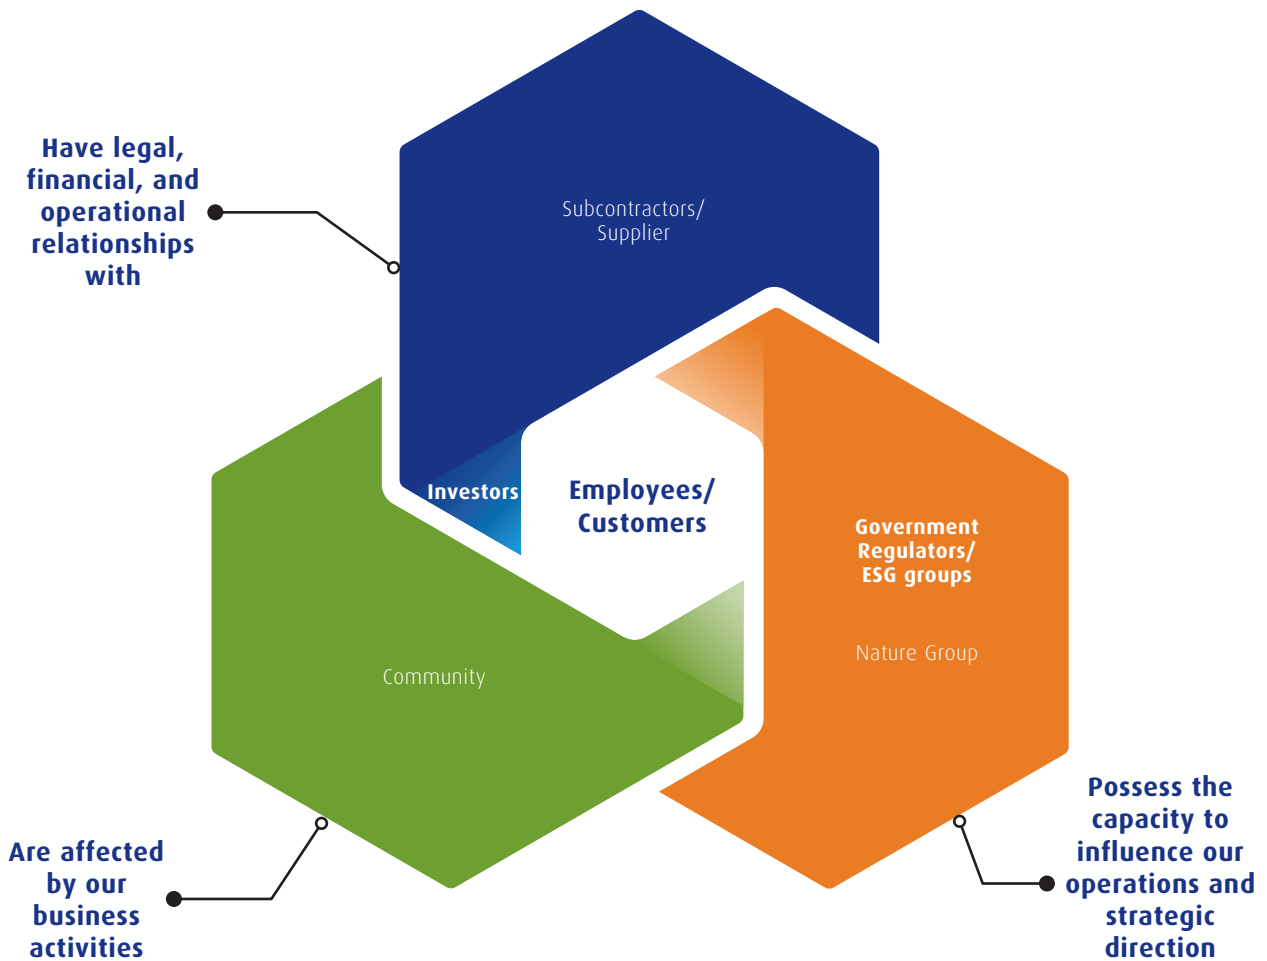 Have legal,
financial, and
operational
relationships
with
Subcontractors/
Supplier
Investors
Employees/
Customers
Government
Regulators/
ESG groups
Nature Group
Community
Are affected
by our
business
activities
Possess the
capacity to
influence our
operations and
strategic
direction